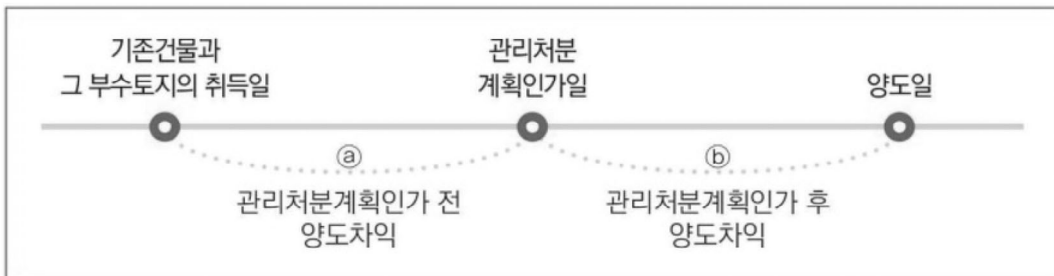 기존건물과
그 부수토지의 취득일
관리처분
계획인가일
양도일
ⓐ
관리처분계획인가 전
양도차익
ⓑ
관리처분계획인가 후
양도차익